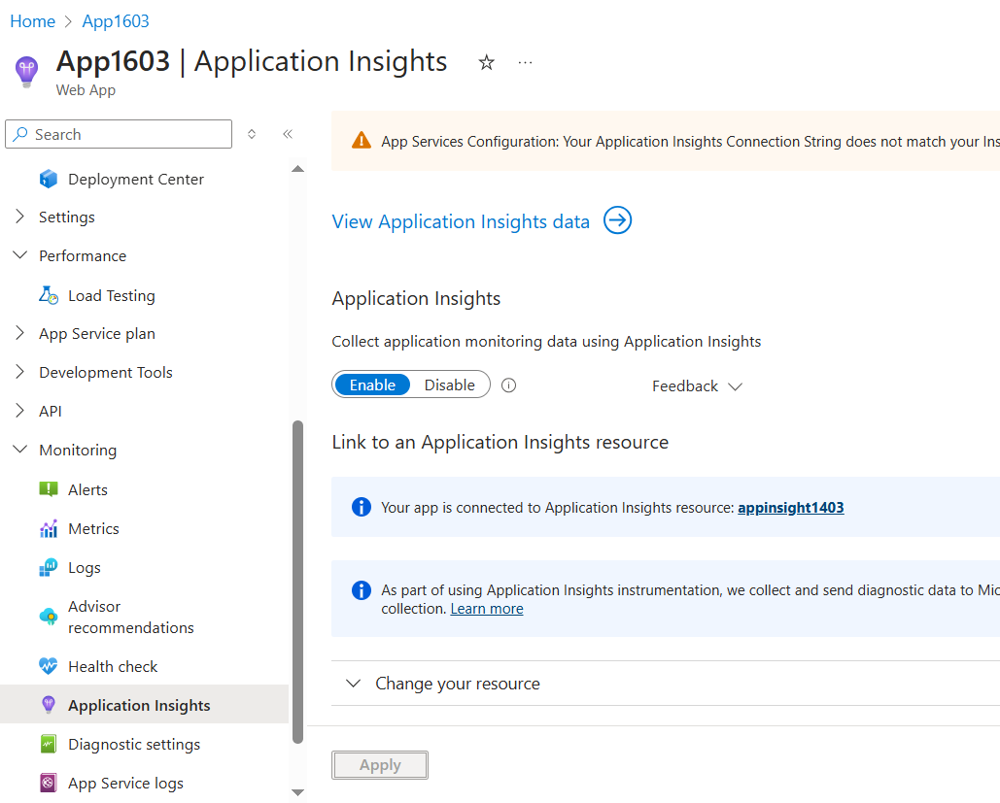 Home > App1603
App1603 | Application Insights
Web App
Search
Deployment Center
Settings
Performance
Load Testing
App Service plan
Development Tools
API
Monitoring
Alerts
Metrics
Logs
Advisor
recommendations
Health check
Application Insights
Diagnostic settings
App Service logs
App Services Configuration: Your Application Insights Connection String does not match your Ins
View Application Insights data
Application Insights
Collect application monitoring data using Application Insights
Enable Disable
Feedback
Link to an Application Insights resource
Your app is connected to Application Insights resource: appinsight1403
As part of using Application Insights instrumentation, we collect and send diagnostic data to Mic
collection. Learn more
Change your resource
Apply